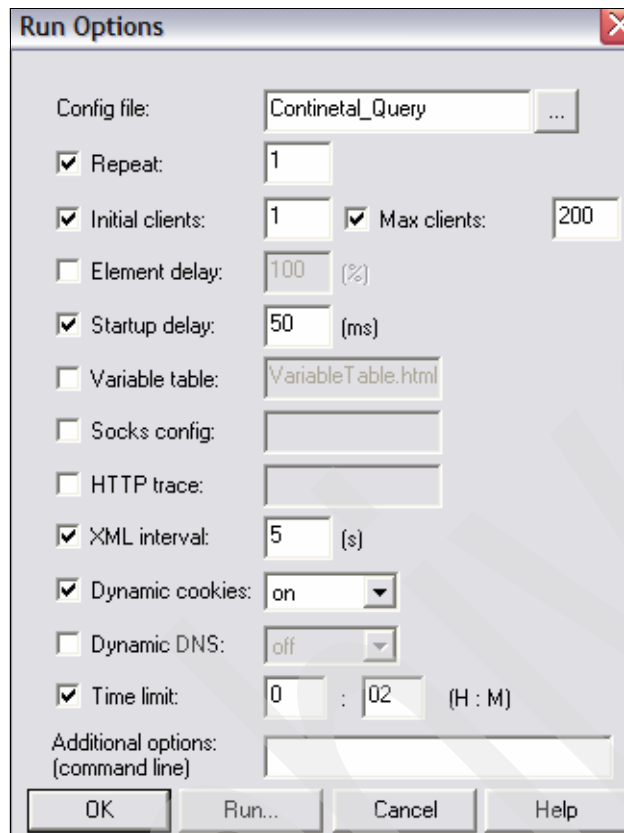 Run Options
Config file: Continetal_Query ...
Repeat: 1
Initial clients: 1 Max clients: 200
Element delay: 100 (%)
Startup delay: 50 (ms)
Variable table: VariableTable.html
Socks config:
HTTP trace:
XML interval: 5 (s)
Dynamic cookies: on
Dynamic DNS: off
Time limit: 0 : 02 (H : M)
Additional options:
(command line)
OK Run... Cancel Help